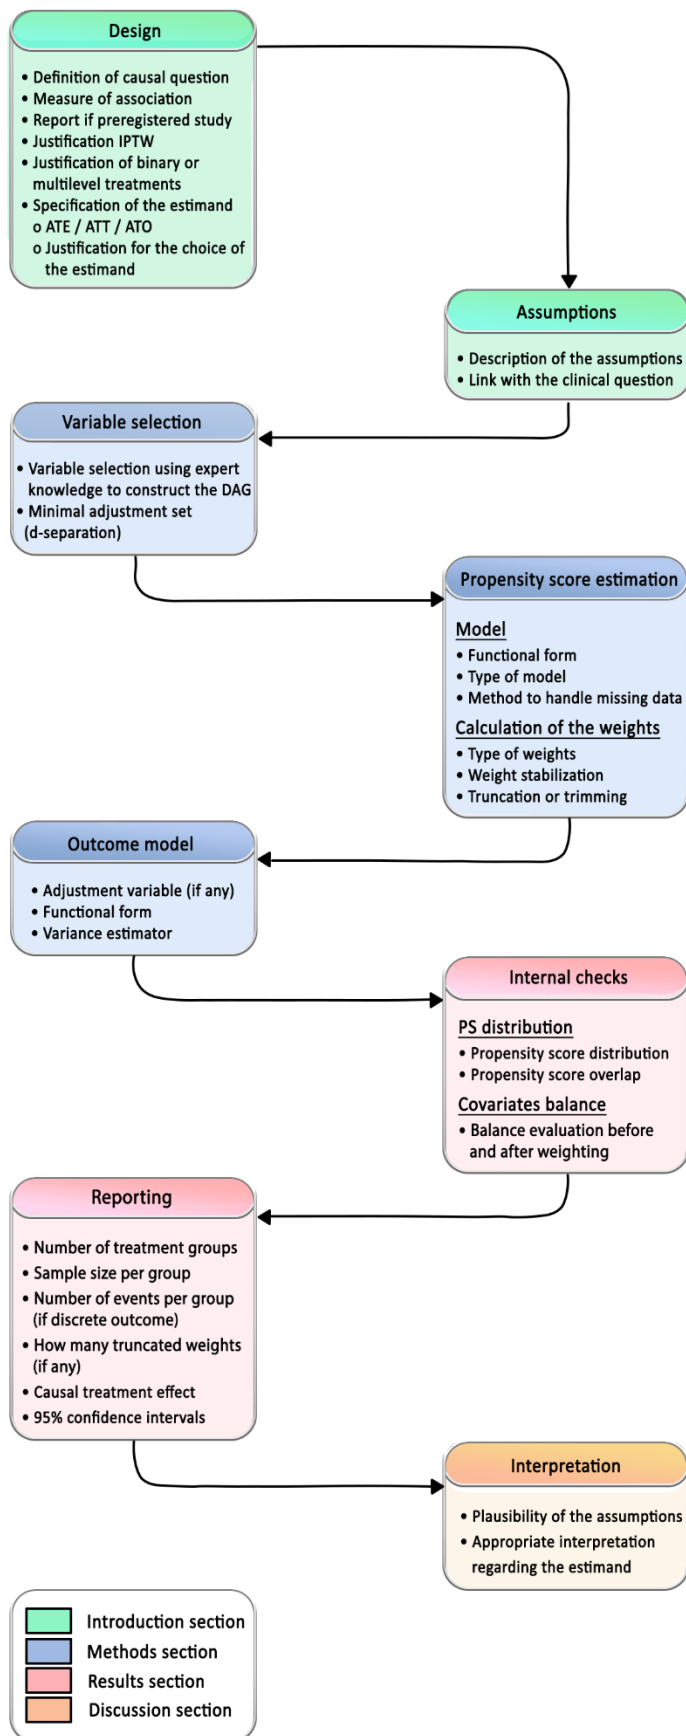 Design
• Definition of causal question
• Measure of association
• Report if preregistered study
• Justification IPTW
• Justification of binary or
multilevel treatments
• Specification of the estimand
o ATE / ATT / ATO
o Justification for the choice of
the estimand
Assumptions
• Description of the assumptions
• Link with the clinical question
Variable selection
• Variable selection using expert
knowledge to construct the DAG
• Minimal adjustment set
(d-separation)
Propensity score estimation
Model
• Functional form
• Type of model
• Method to handle missing data
Calculation of the weights
• Type of weights
• Weight stabilization
• Truncation or trimming
Outcome model
• Adjustment variable (if any)
• Functional form
• Variance estimator
Internal checks
PS distribution
• Propensity score distribution
• Propensity score overlap
Covariates balance
• Balance evaluation before
and after weighting
Reporting
• Number of treatment groups
• Sample size per group
• Number of events per group
(if discrete outcome)
• How many truncated weights
(if any)
• Causal treatment effect
• 95% confidence intervals
Interpretation
• Plausibility of the assumptions
• Appropriate interpretation
regarding the estimand
Introduction section
Methods section
Results section
Discussion section